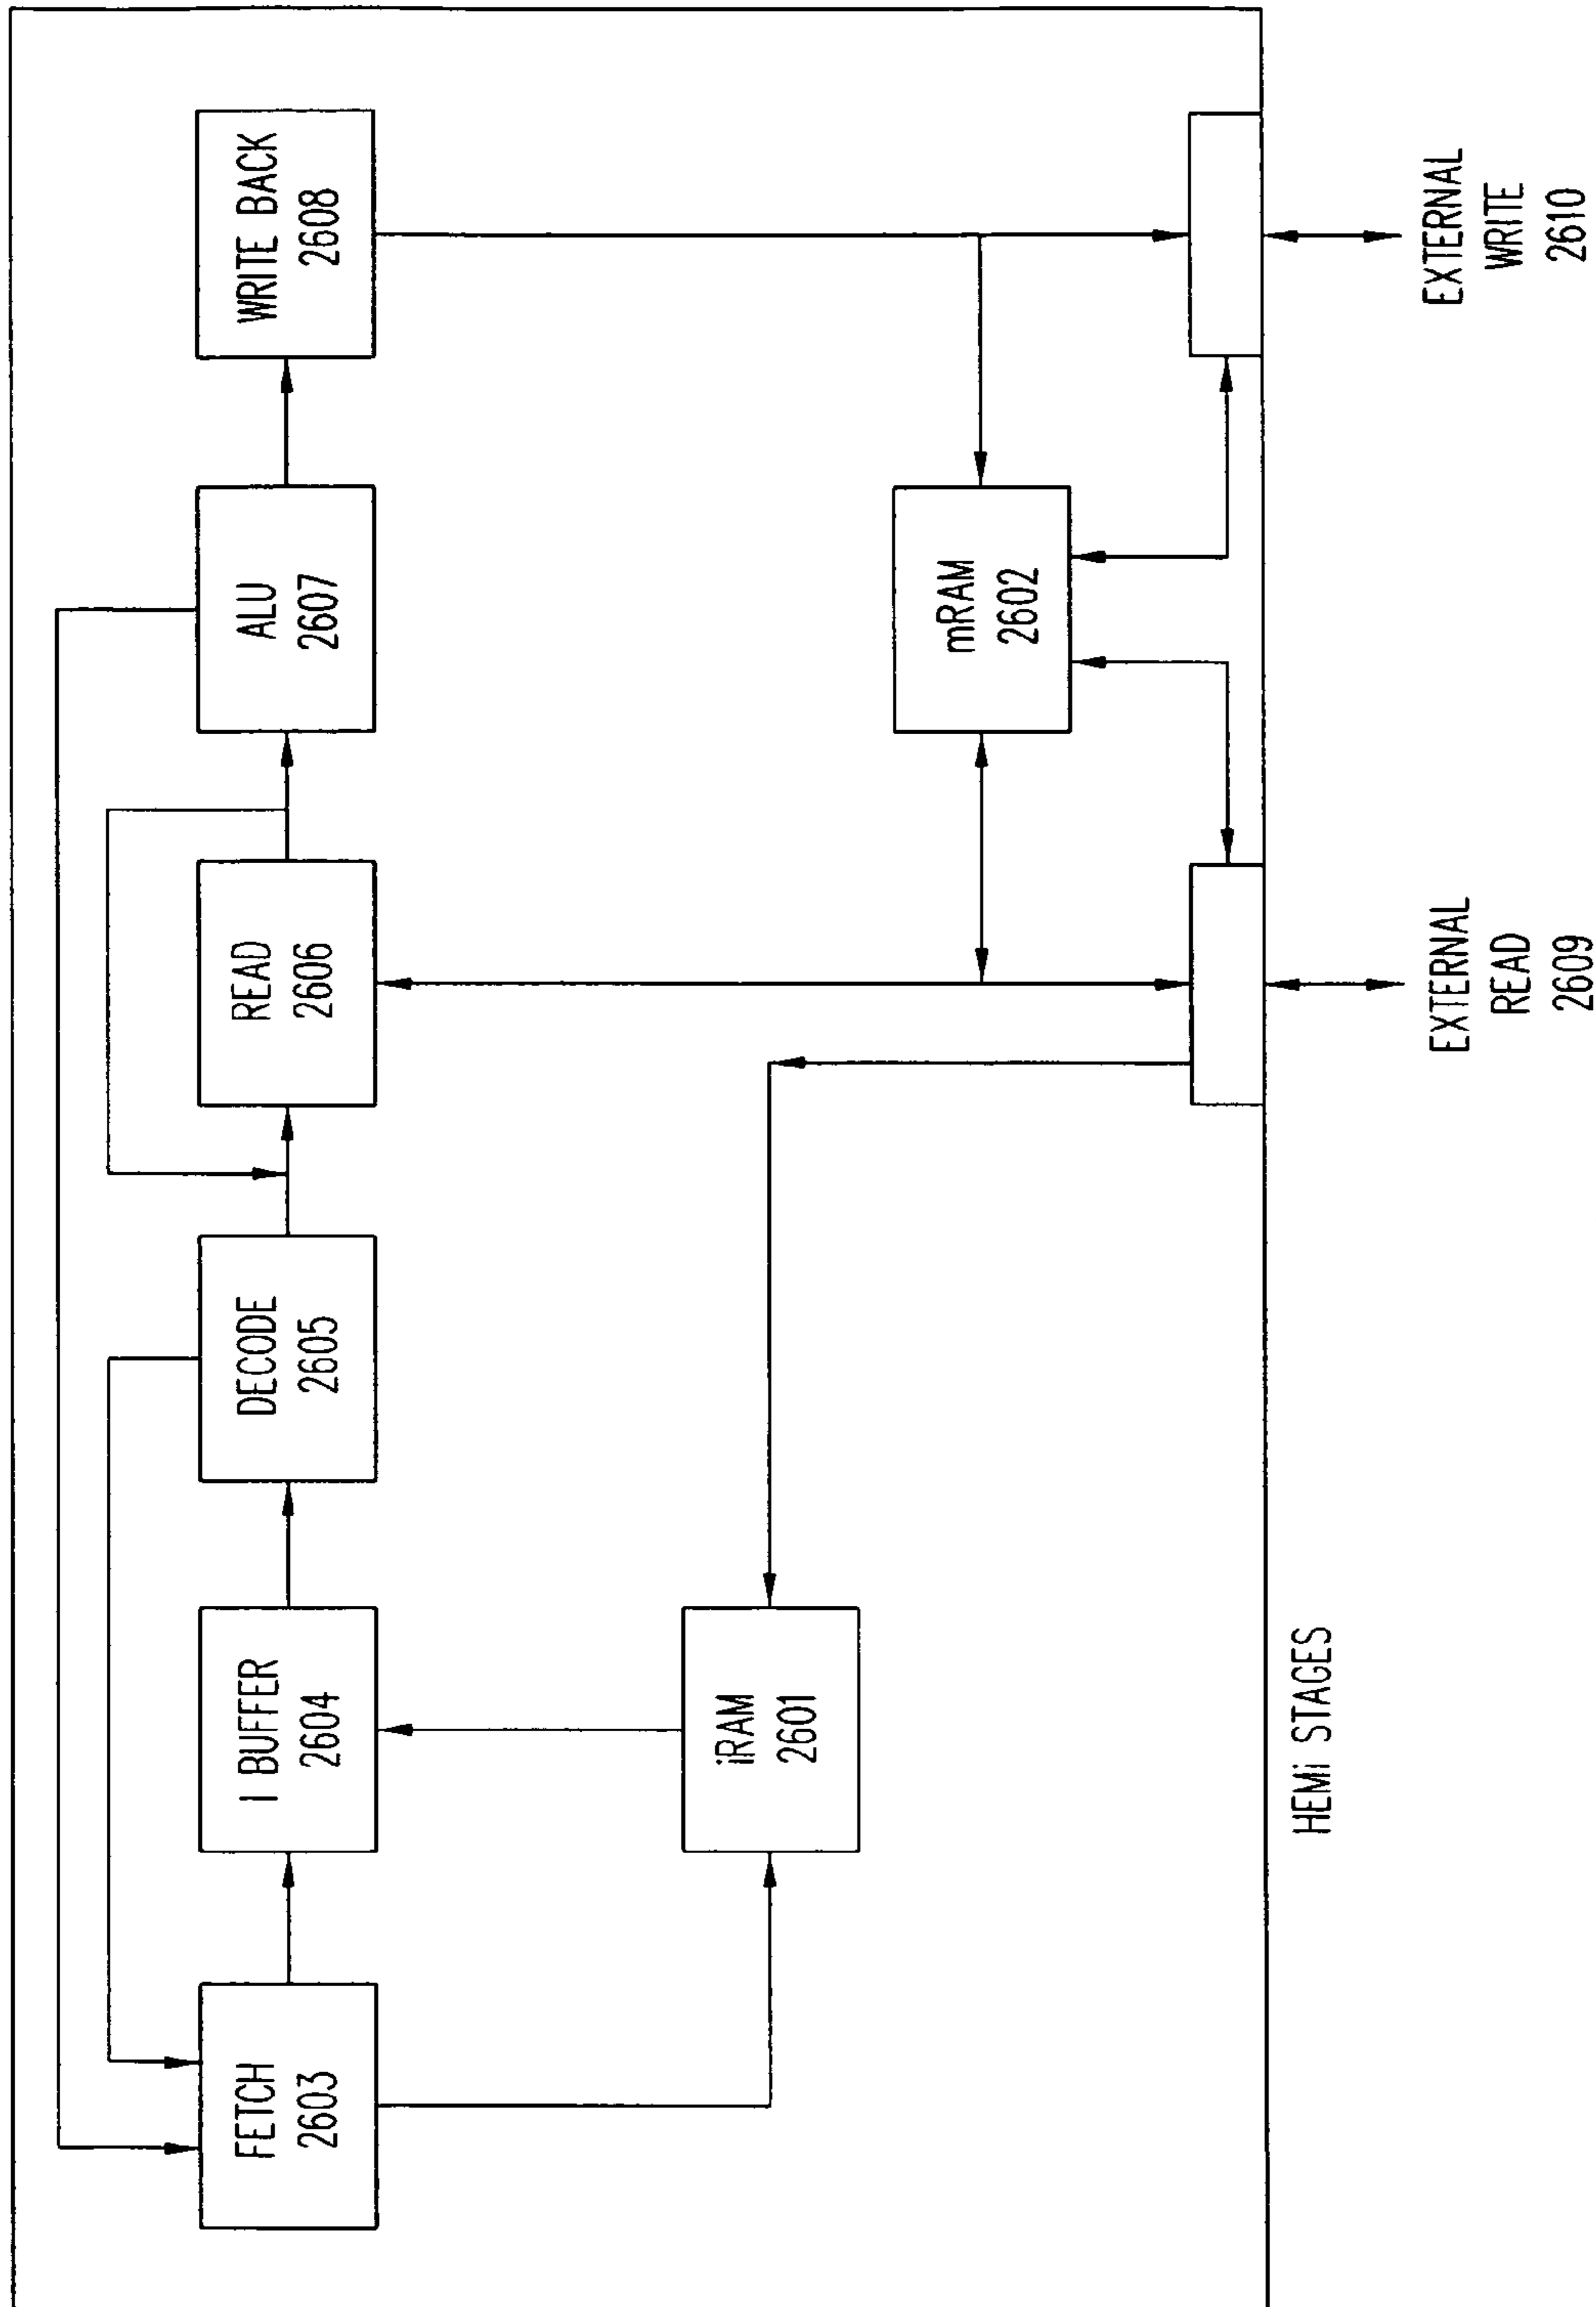 FETCH
2603
I BUFFER
2604
DECODE
2605
READ
2606
ALU
2607
WRITE BACK
2608
iRAM
2601
mRAM
2602
HEMi STAGES
EXTERNAL
READ
2609
EXTERNAL
WRITE
2610